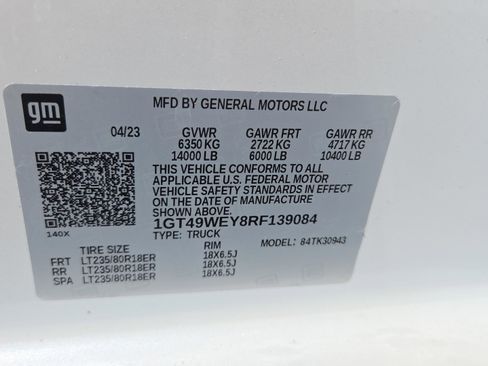 gm
MFD BY GENERAL MOTORS LLC
04/23 GVWR GAWR FRT GAWR RR
6350 KG 2722 KG 4717 KG
14000 LB 6000 LB 10400 LB
THIS VEHICLE CONFORMS TO ALL
APPLICABLE U.S. FEDERAL MOTOR
VEHICLE SAFETY STANDARDS IN EFFECT
ON THE DATE OF MANUFACTURE
SHOWN ABOVE.
1GT49WEY8RF139084
140X
TYPE: TRUCK MODEL: 84TK30943
TIRE SIZE RIM
FRT LT235/80R18ER 18X6.5J
RR LT235/80R18ER 18X6.5J
SPA LT235/80R18ER 18X6.5J